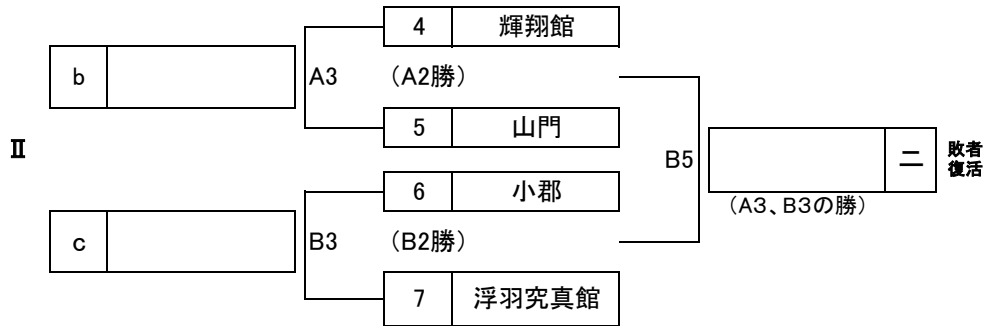 4 輝翔館
b A3 (A2勝)
5 山門
Ⅱ B5 二 敗者
復活
6 小郡
(A3、B3の勝)
c B3 (B2勝)
7 浮羽究真館